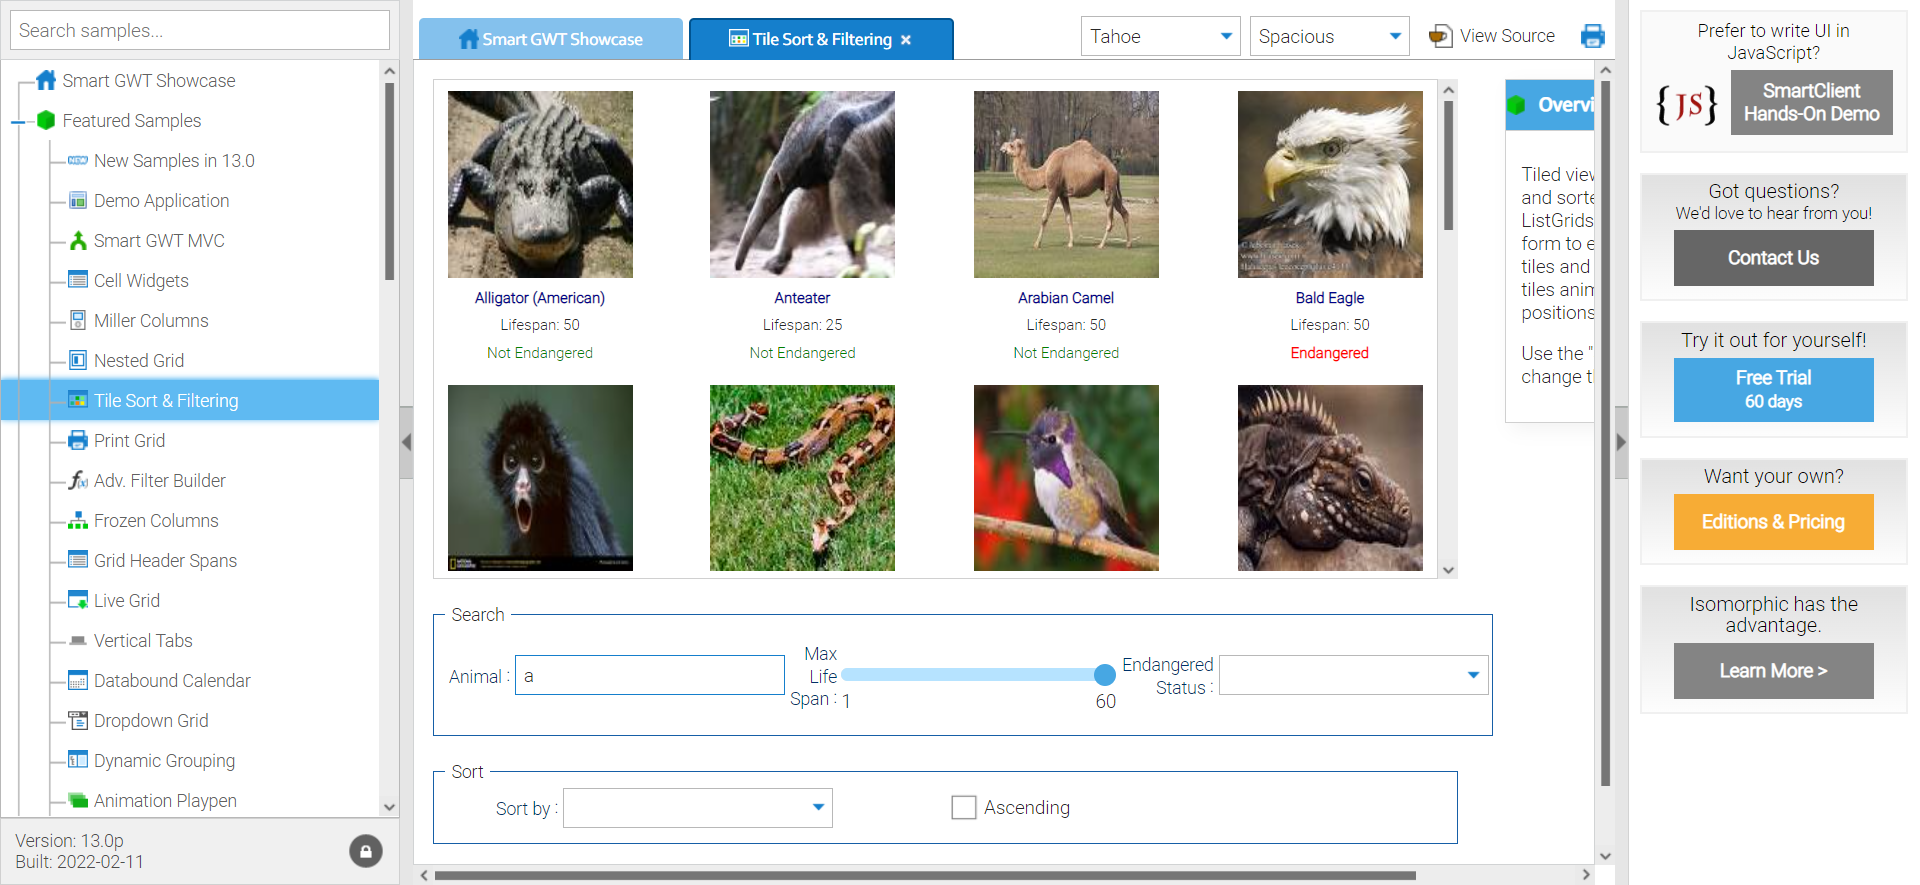 Search samples...
Smart GWT Showcase
Featured Samples
New Samples in 13.0
Demo Application
Smart GWT MVC
Cell Widgets
Miller Columns
Nested Grid
Tile Sort & Filtering
Print Grid
Adv. Filter Builder
Frozen Columns
Grid Header Spans
Live Grid
Vertical Tabs
Databound Calendar
Dropdown Grid
Dynamic Grouping
Animation Playpen
Version: 13.0p
Built: 2022-02-11
Smart GWT Showcase
Tile Sort & Filtering
Tahoe
Spacious
View Source
Alligator (American)
Lifespan: 50
Not Endangered
Anteater
Lifespan: 25
Not Endangered
Arabian Camel
Lifespan: 50
Not Endangered
Bald Eagle
Lifespan: 50
Endangered
Search
Animal :
a
Max
Life
Span :
1
60
Endangered
Status :
Sort
Sort by :
Ascending
Overvi
Tiled view
and sorte
ListGrids
form to e
tiles and
tiles anim
positions
Use the "
change t
Prefer to write UI in
JavaScript?
{JS}
SmartClient
Hands-On Demo
Got questions?
We'd love to hear from you!
Contact Us
Try it out for yourself!
Free Trial
60 days
Want your own?
Editions & Pricing
Isomorphic has the
advantage.
Learn More >